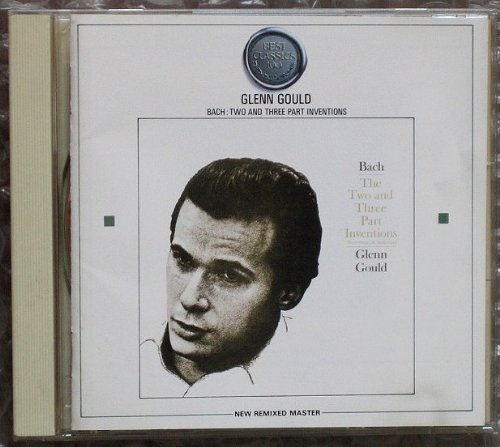 BEST
CLASSICS
100
GLENN GOULD
BACH: TWO AND THREE PART INVENTIONS
Bach
The
Two and
Three
Part
Inventions
Glenn
Gould
NEW REMIXED MASTER